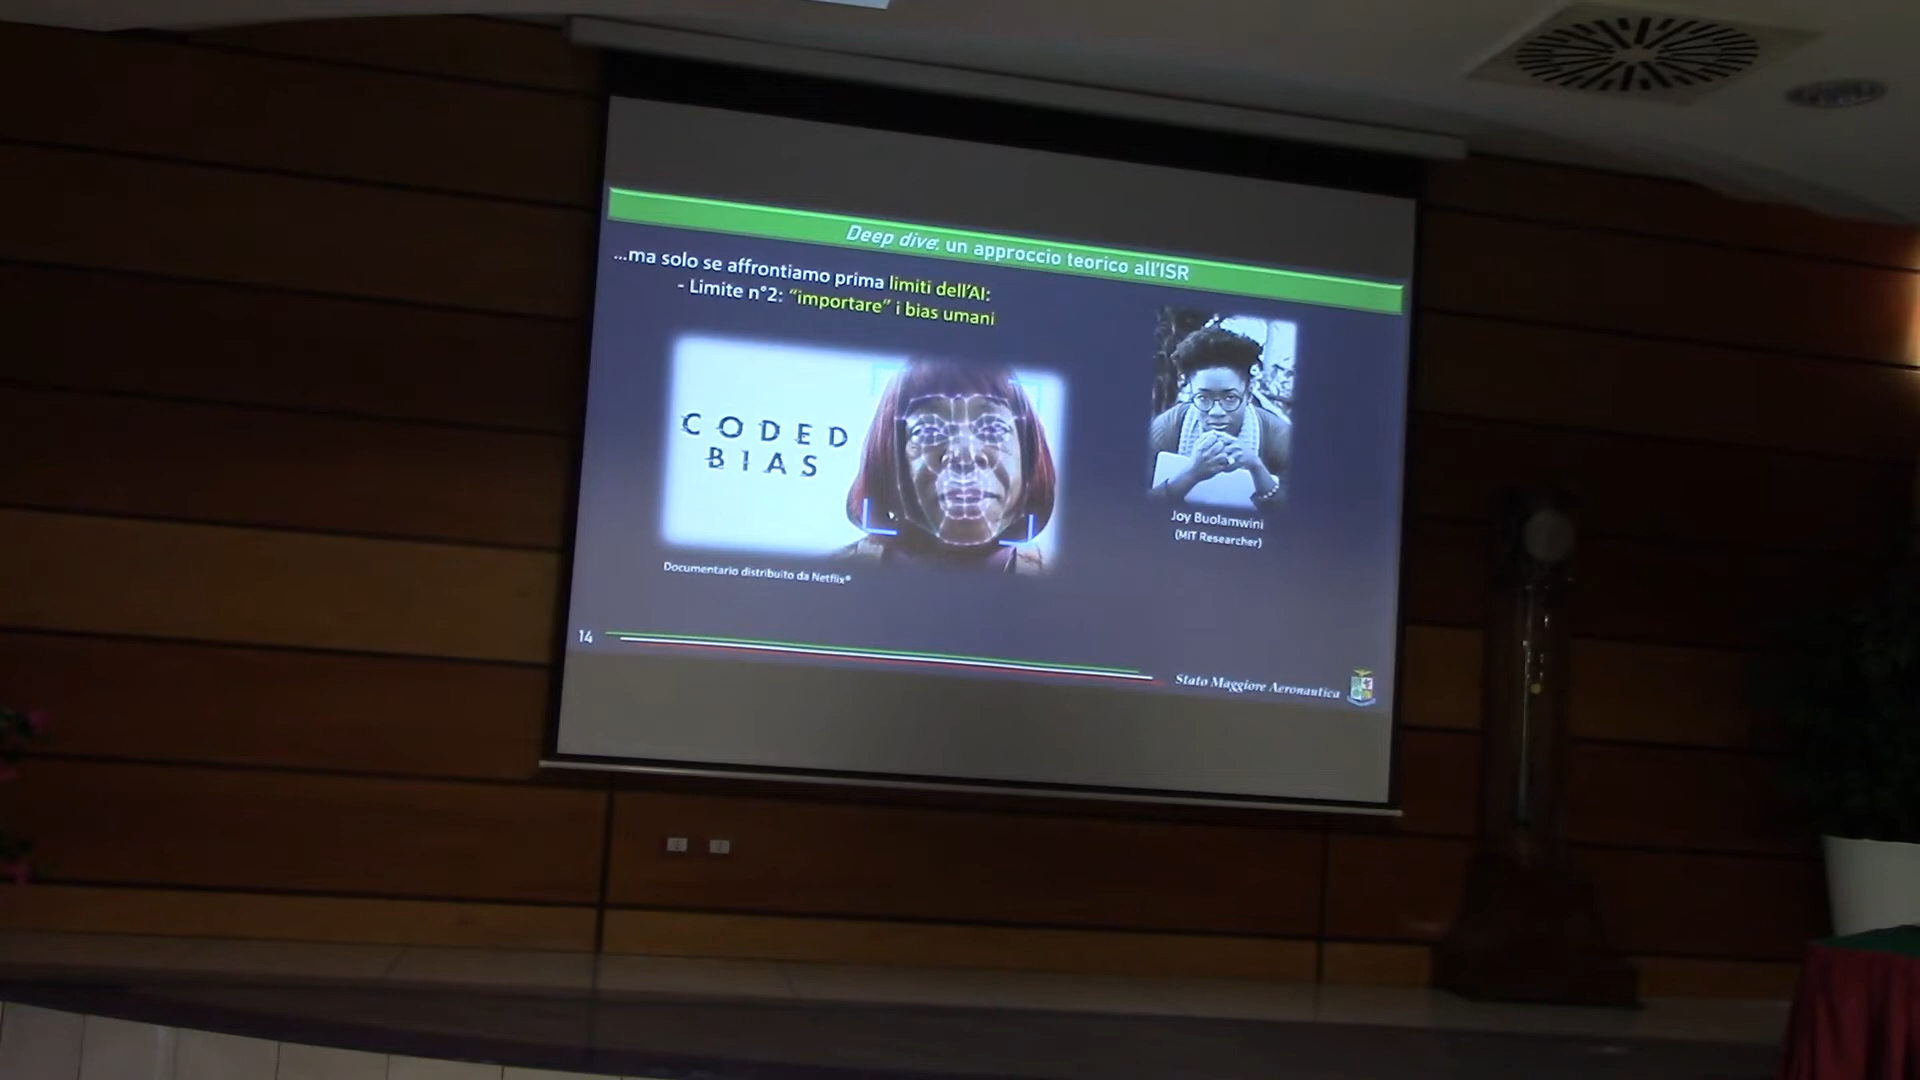 Deep dive: un approccio teorico all'ISR
...ma solo se affrontiamo prima limiti dell'AI:
- Limite n°2: "importare" i bias umani
CODED
BIAS
Joy Buolamwini
(MIT Researcher)
Documentario distribuito da Netflix®
14
Stato Maggiore Aeronautica